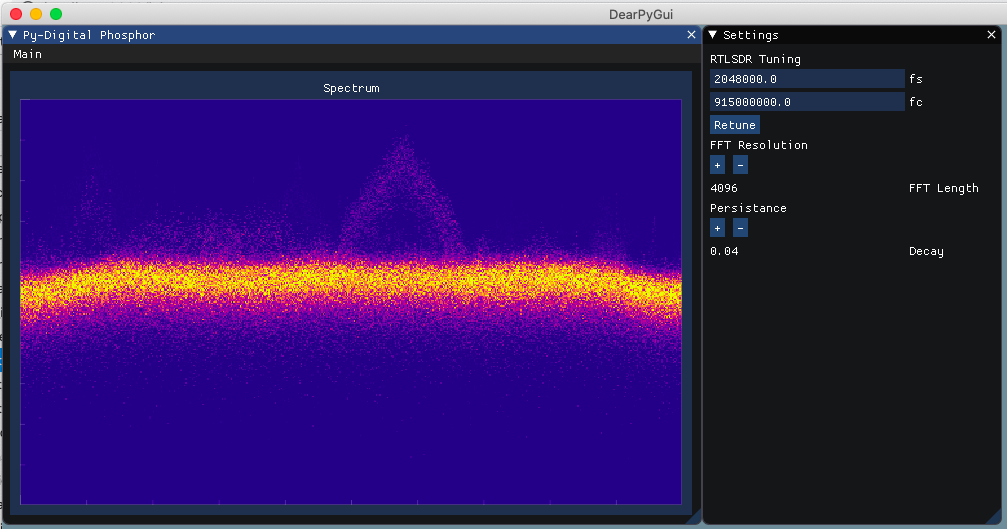 DearPyGui
Py-Digital Phosphor
Main
Spectrum
Settings
RTLSDR Tuning
2048000.0 fs
915000000.0 fc
Retune
FFT Resolution
+ -
4096 FFT Length
Persistance
+ -
0.04 Decay